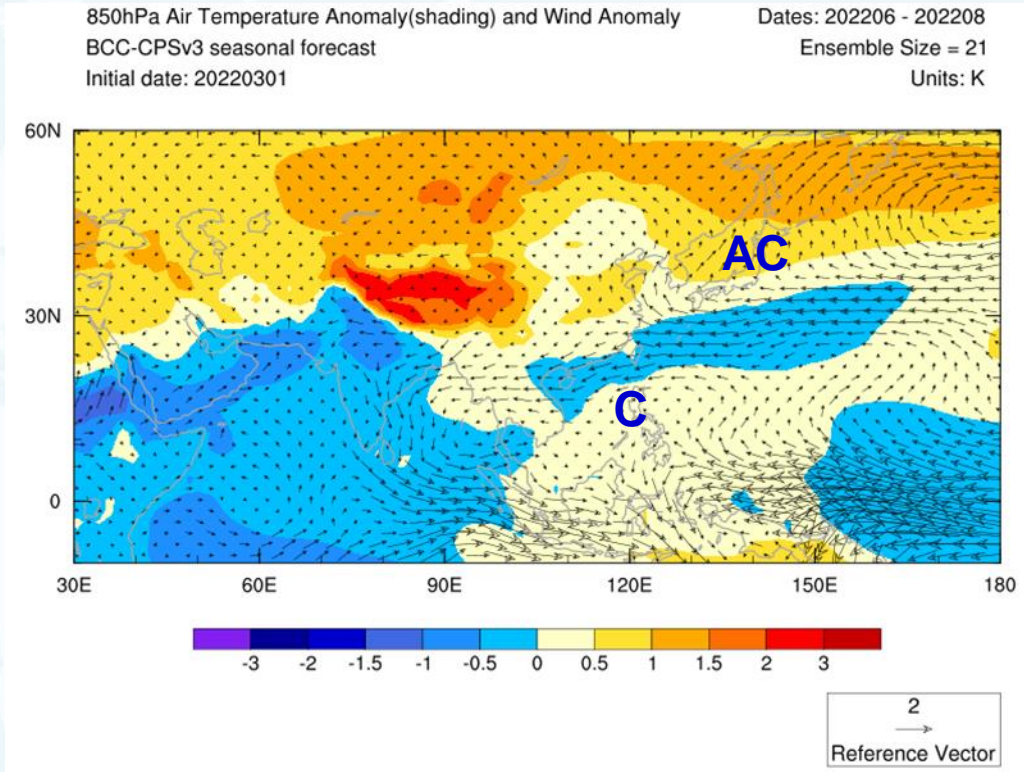 850hPa Air Temperature Anomaly(shading) and Wind Anomaly
Dates: 202206 - 202208
BCC-CPSv3 seasonal forecast
Ensemble Size = 21
Initial date: 20220301
Units: K
60N
30N
0
AC
C
30E 60E 90E 120E 150E 180
-3 -2 -1.5 -1 -0.5 0 0.5 1 1.5 2 3
2
Reference Vector